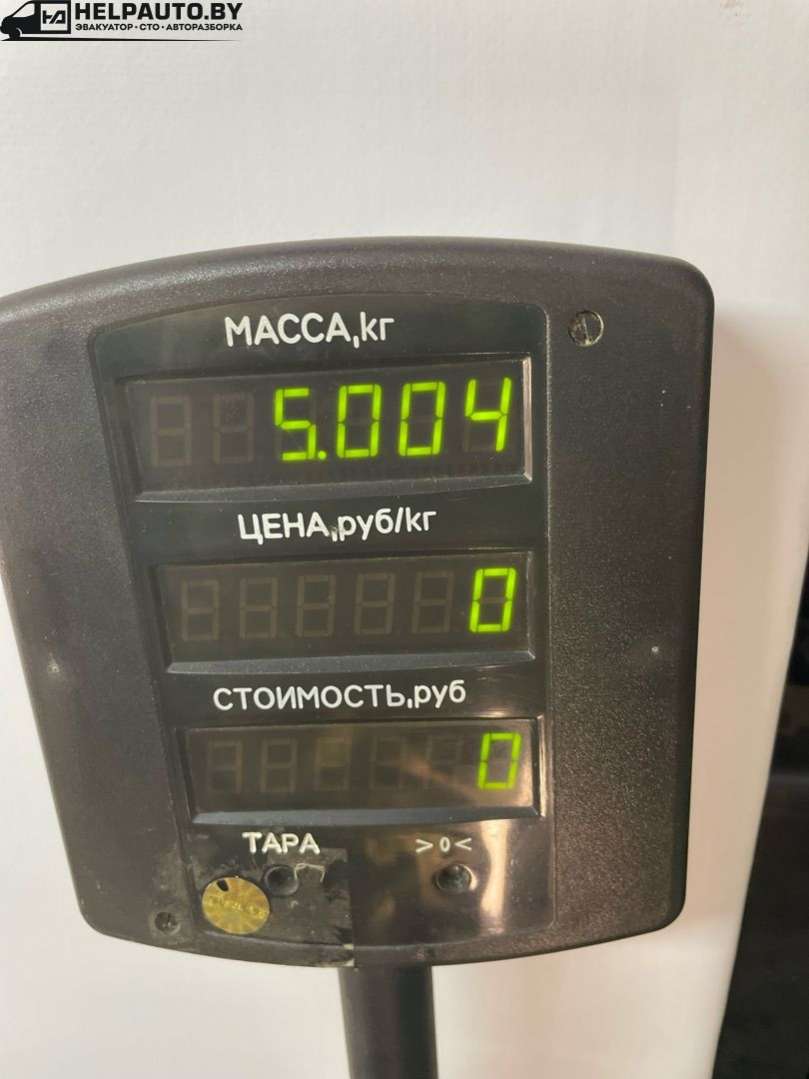 HELPAUTO.BY
ЭВАКУАТОР•СТО•АВТОРАЗБОРКА
МАССА,кг
5.004
ЦЕНА,руб/кг
0
СТОИМОСТЬ,руб
0
ТАРА >0<